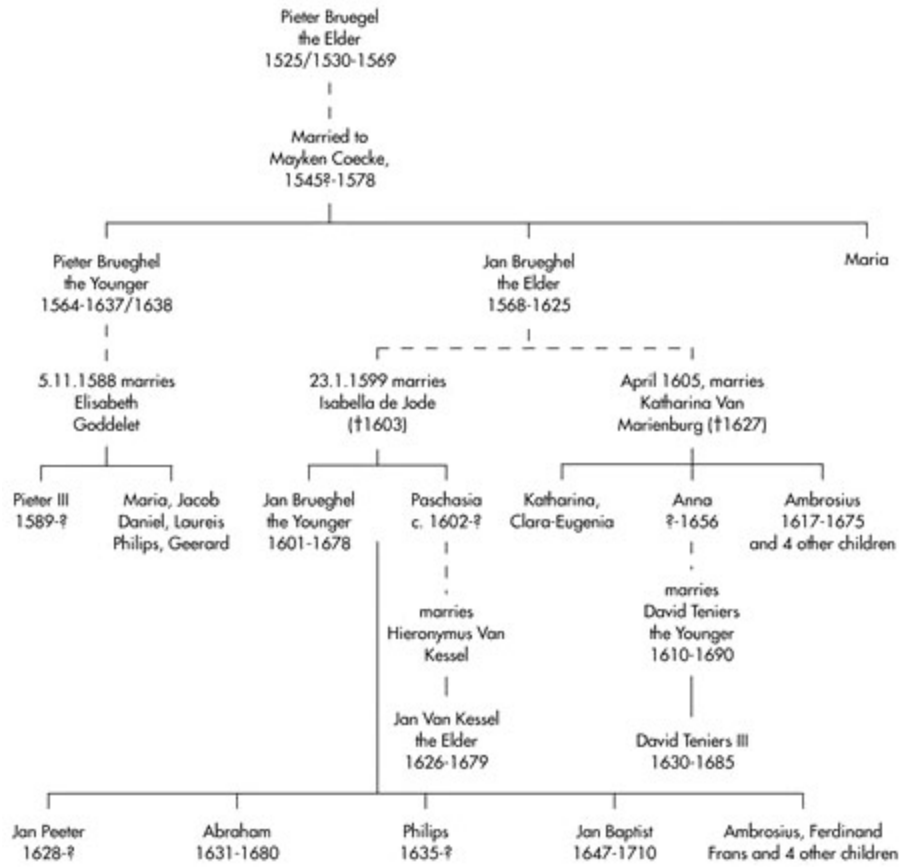 Pieter Bruegel
the Elder
1525/1530-1569
Married to
Mayken Coecke,
1545?-1578
Pieter Brueghel
the Younger
1564-1637/1638
Jan Brueghel
the Elder
1568-1625
Maria
5.11.1588 marries
Elisabeth
Goddelet
23.1.1599 marries
Isabella de Jode
(†1603)
April 1605, marries
Katharina Van
Marienburg (†1627)
Pieter III
1589-?
Maria, Jacob
Daniel, Laureis
Philips, Geerard
Jan Brueghel
the Younger
1601-1678
Paschasia
c. 1602-?
Katharina,
Clara-Eugenia
Anna
?-1656
Ambrosius
1617-1675
and 4 other children
marries
Hieronymus Van
Kessel
marries
David Teniers
the Younger
1610-1690
Jan Van Kessel
the Elder
1626-1679
David Teniers III
1630-1685
Jan Peeter
1628-?
Abraham
1631-1680
Philips
1635-?
Jan Baptist
1647-1710
Ambrosius, Ferdinand
Frans and 4 other children